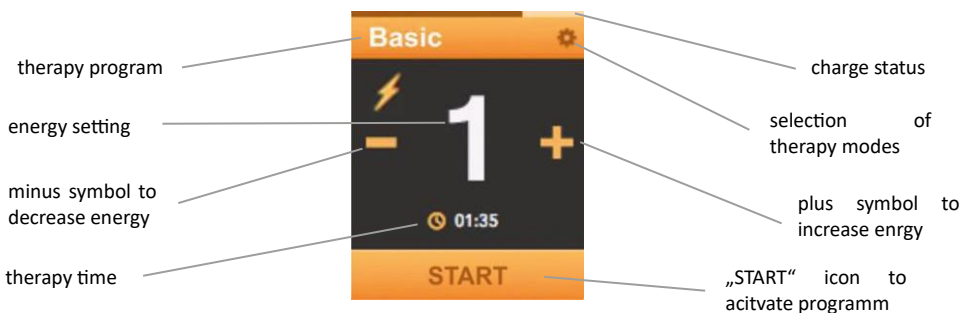 Basic
therapy program
charge status
energy setting
1
selection of
therapy modes
minus symbol to
decrease energy
plus symbol to
increase enrgy
01:35
therapy time
START
„START“ icon to
acitvate programm